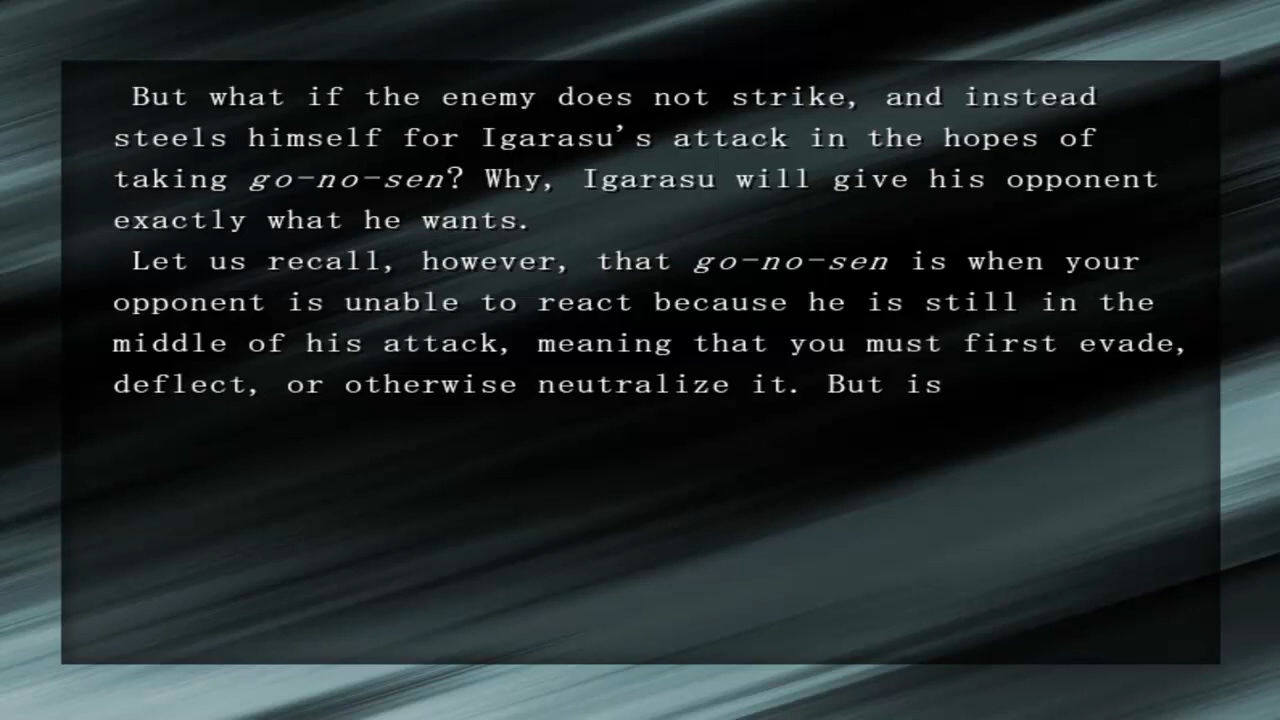 But what if the enemy does not strike, and instead
steels himself for Igarasu's attack in the hopes of
taking go-no-sen? Why, Igarasu will give his opponent
exactly what he wants.
Let us recall, however, that go-no-sen is when your
opponent is unable to react because he is still in the
middle of his attack, meaning that you must first evade,
deflect, or otherwise neutralize it. But is